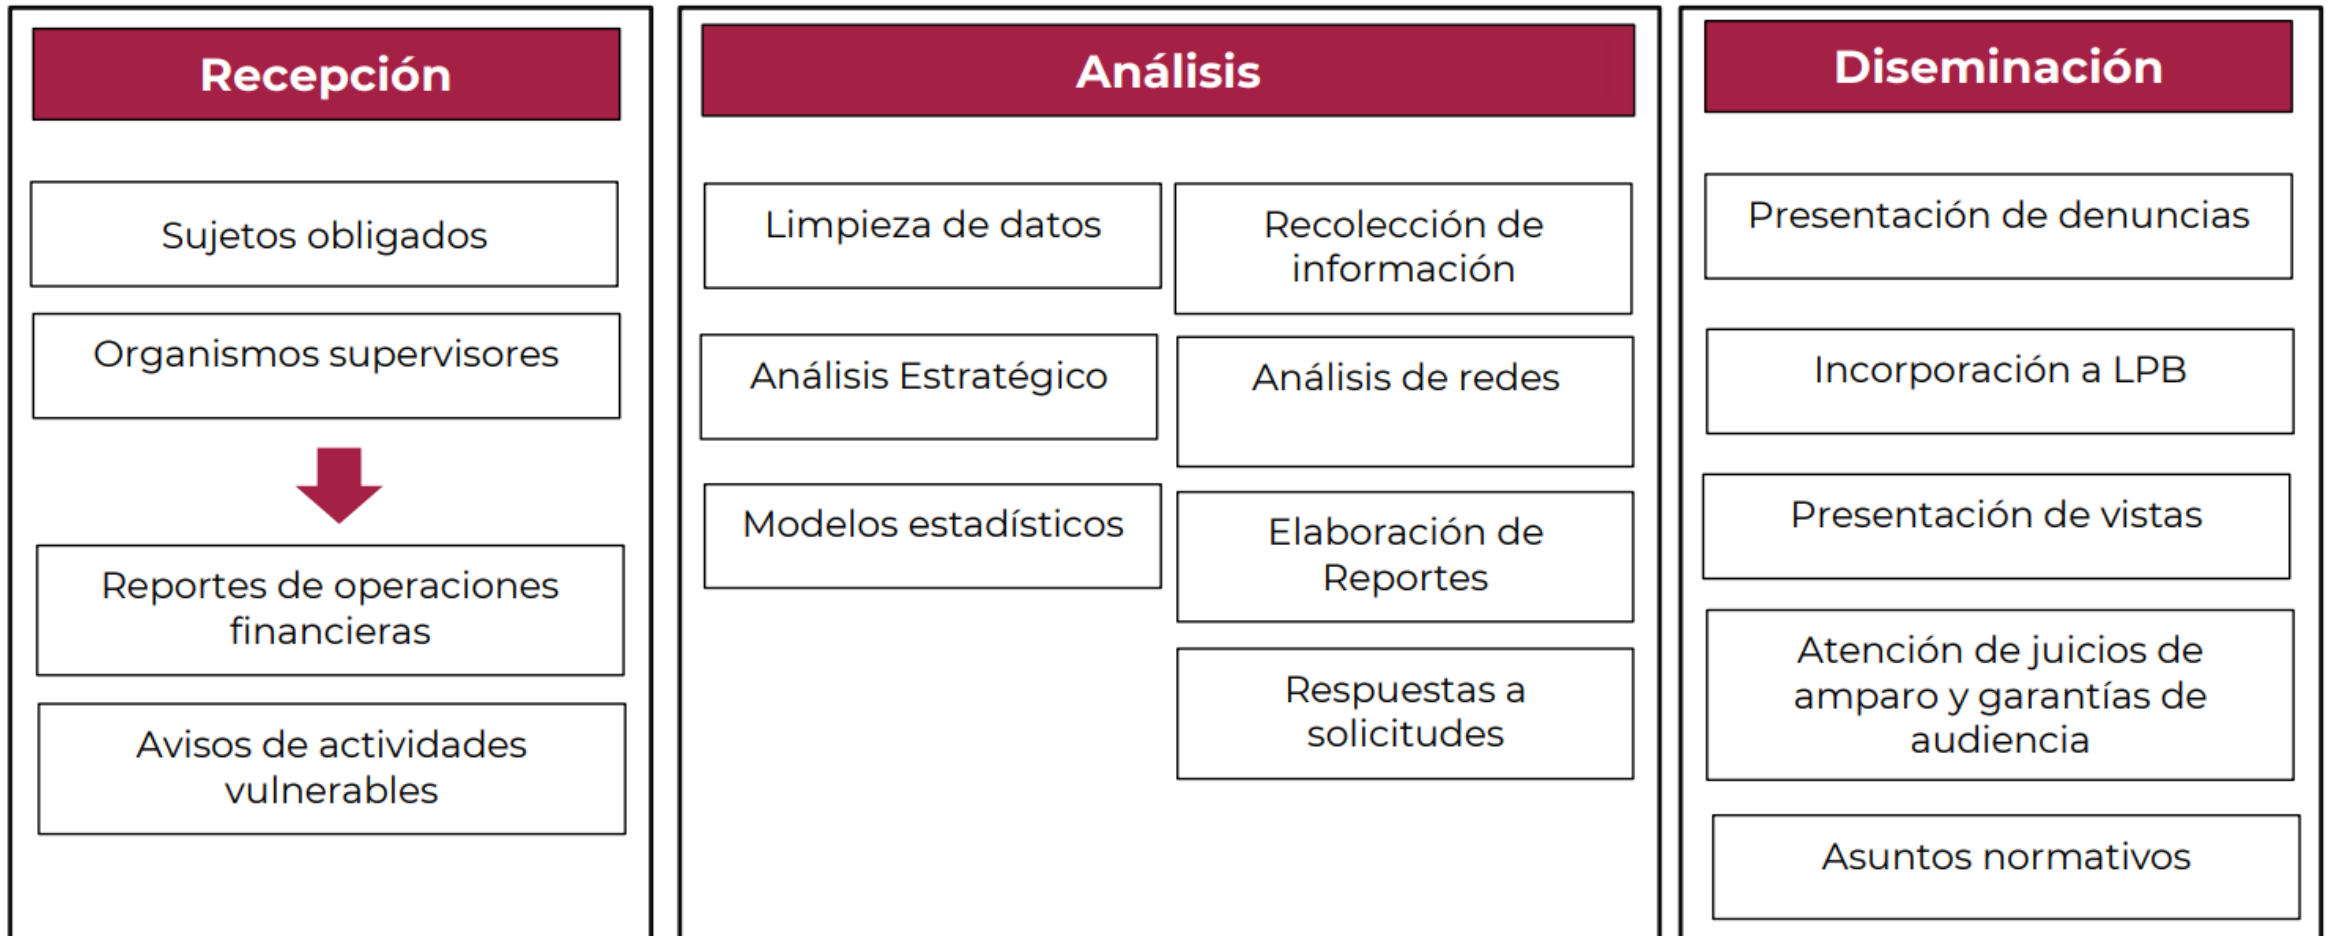 Recepción
Sujetos obligados
Organismos supervisores
Reportes de operaciones
financieras
Avisos de actividades
vulnerables
Análisis
Limpieza de datos
Análisis Estratégico
Modelos estadísticos
Recolección de
información
Análisis de redes
Elaboración de
Reportes
Respuestas a
solicitudes
Diseminación
Presentación de denuncias
Incorporación a LPB
Presentación de vistas
Atención de juicios de
amparo y garantías de
audiencia
Asuntos normativos